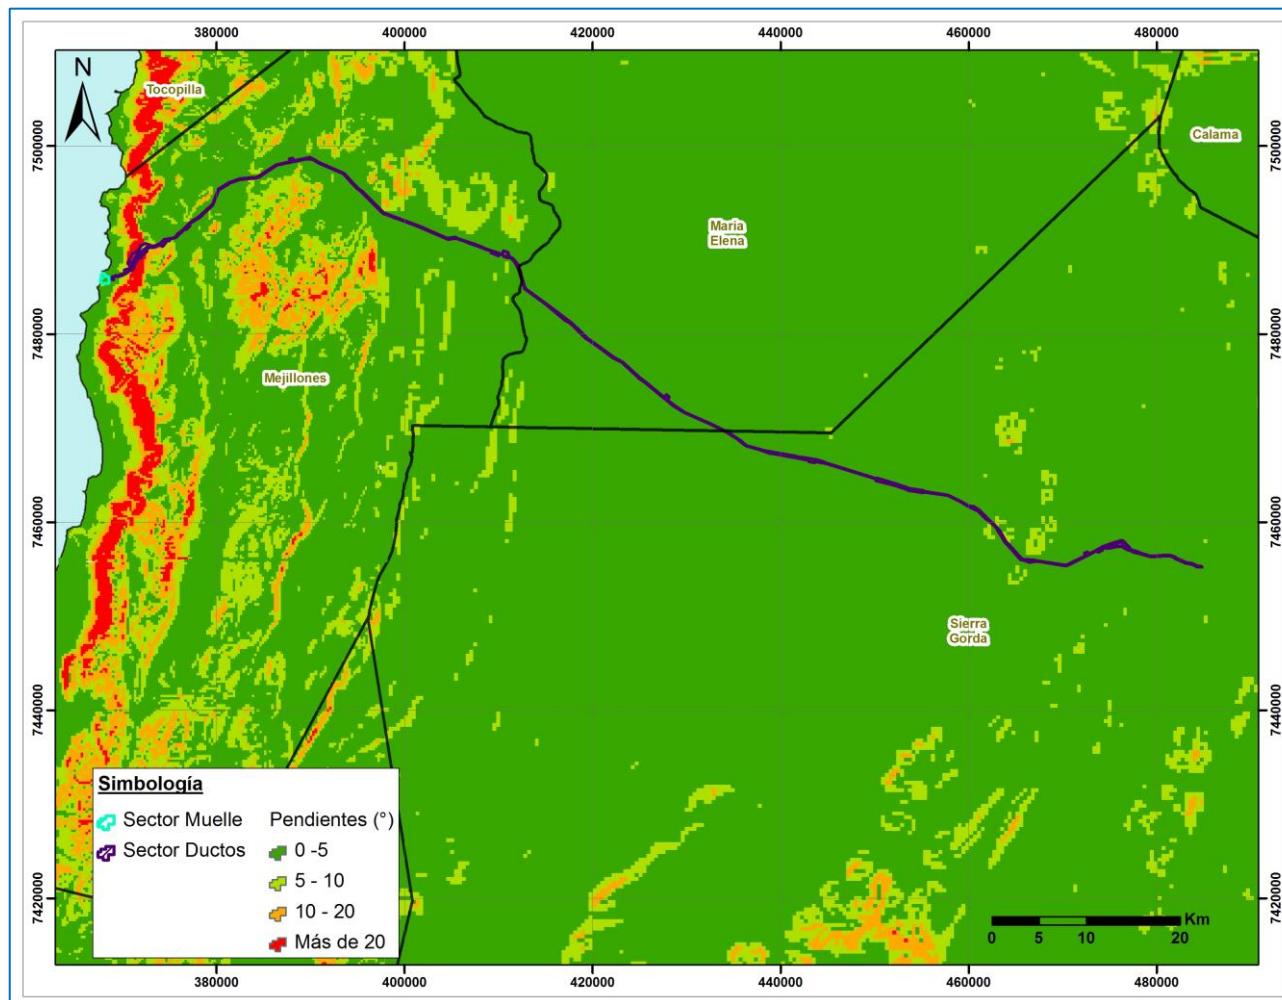 380000 400000 420000 440000 460000 480000
N
Tocopilla
Calama
7500000 7500000
Maria
Elena
7480000 7480000
Mejillones
7460000 7460000
Sierra
Gorda
7440000 7440000
Simbología
Sector Muelle Pendientes (°)
Sector Ductos 0 -5
5 - 10
10 - 20
Más de 20
7420000 7420000
Km
0 5 10 20
380000 400000 420000 440000 460000 480000